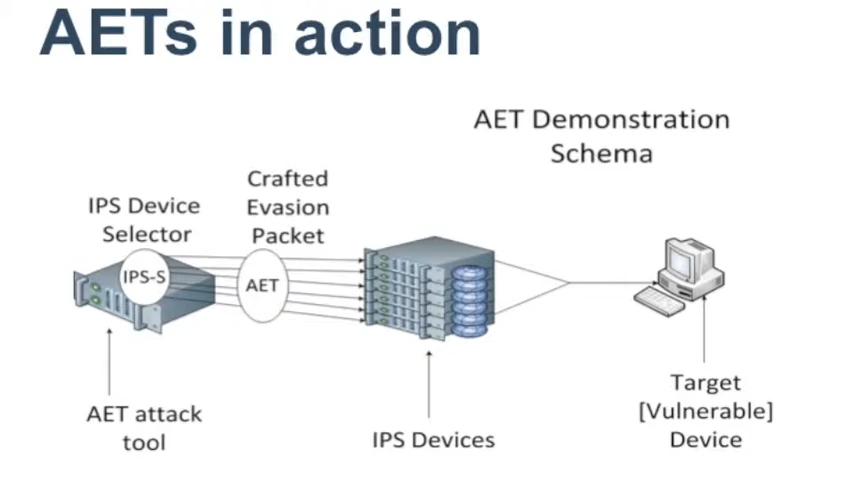 AETs in action
AET Demonstration
Schema
Crafted
Evasion
Packet
IPS Device
Selector
IPS-S
AET
AET attack
tool
IPS Devices
Target
[Vulnerable]
Device